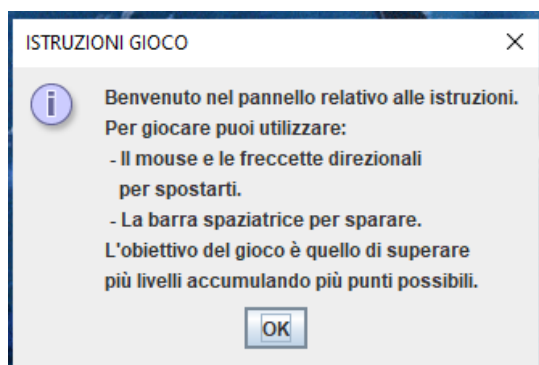 ISTRUZIONI GIOCO
Benvenuto nel pannello relativo alle istruzioni.
Per giocare puoi utilizzare:
- Il mouse e le freccette direzionali
per spostarti.
- La barra spaziatrice per sparare.
L'obiettivo del gioco è quello di superare
più livelli accumulando più punti possibili.
OK